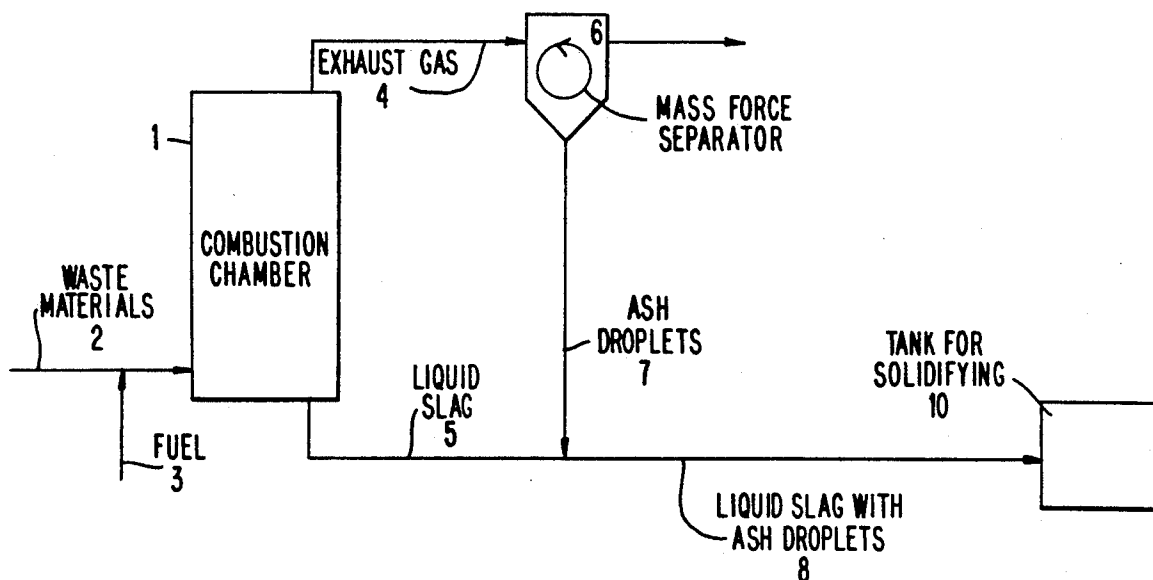 6
EXHAUST GAS
4
MASS FORCE
SEPARATOR
1
COMBUSTION
CHAMBER
WASTE
MATERIALS
2
ASH
DROPLETS
7
TANK FOR
SOLIDIFYING
10
LIQUID
SLAG
5
FUEL
3
LIQUID SLAG WITH
ASH DROPLETS
8